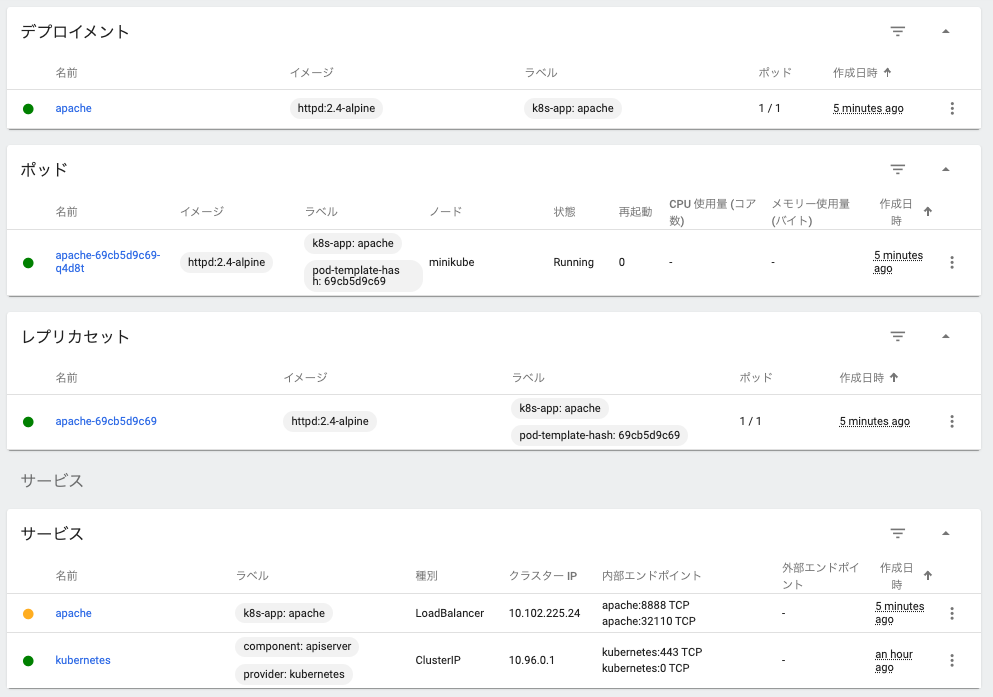 デプロイメント
名前 イメージ ラベル ポッド 作成日時
apache httpd:2.4-alpine k8s-app: apache 1 / 1 5 minutes ago
ポッド
名前 イメージ ラベル ノード 状態 再起動 CPU 使用量 (コア数) メモリー使用量 (バイト) 作成日時
apache-69cb5d9c69-q4d8t httpd:2.4-alpine k8s-app: apache pod-template-hash: 69cb5d9c69 minikube Running 0 - - 5 minutes ago
レプリカセット
名前 イメージ ラベル ポッド 作成日時
apache-69cb5d9c69 httpd:2.4-alpine k8s-app: apache pod-template-hash: 69cb5d9c69 1 / 1 5 minutes ago
サービス
サービス
名前 ラベル 種別 クラスター IP 内部エンドポイント 外部エンドポイント 作成日時
apache k8s-app: apache LoadBalancer 10.102.225.24 apache:8888 TCP apache:32110 TCP - 5 minutes ago
kubernetes component: apiserver provider: kubernetes ClusterIP 10.96.0.1 kubernetes:443 TCP kubernetes:0 TCP - an hour ago